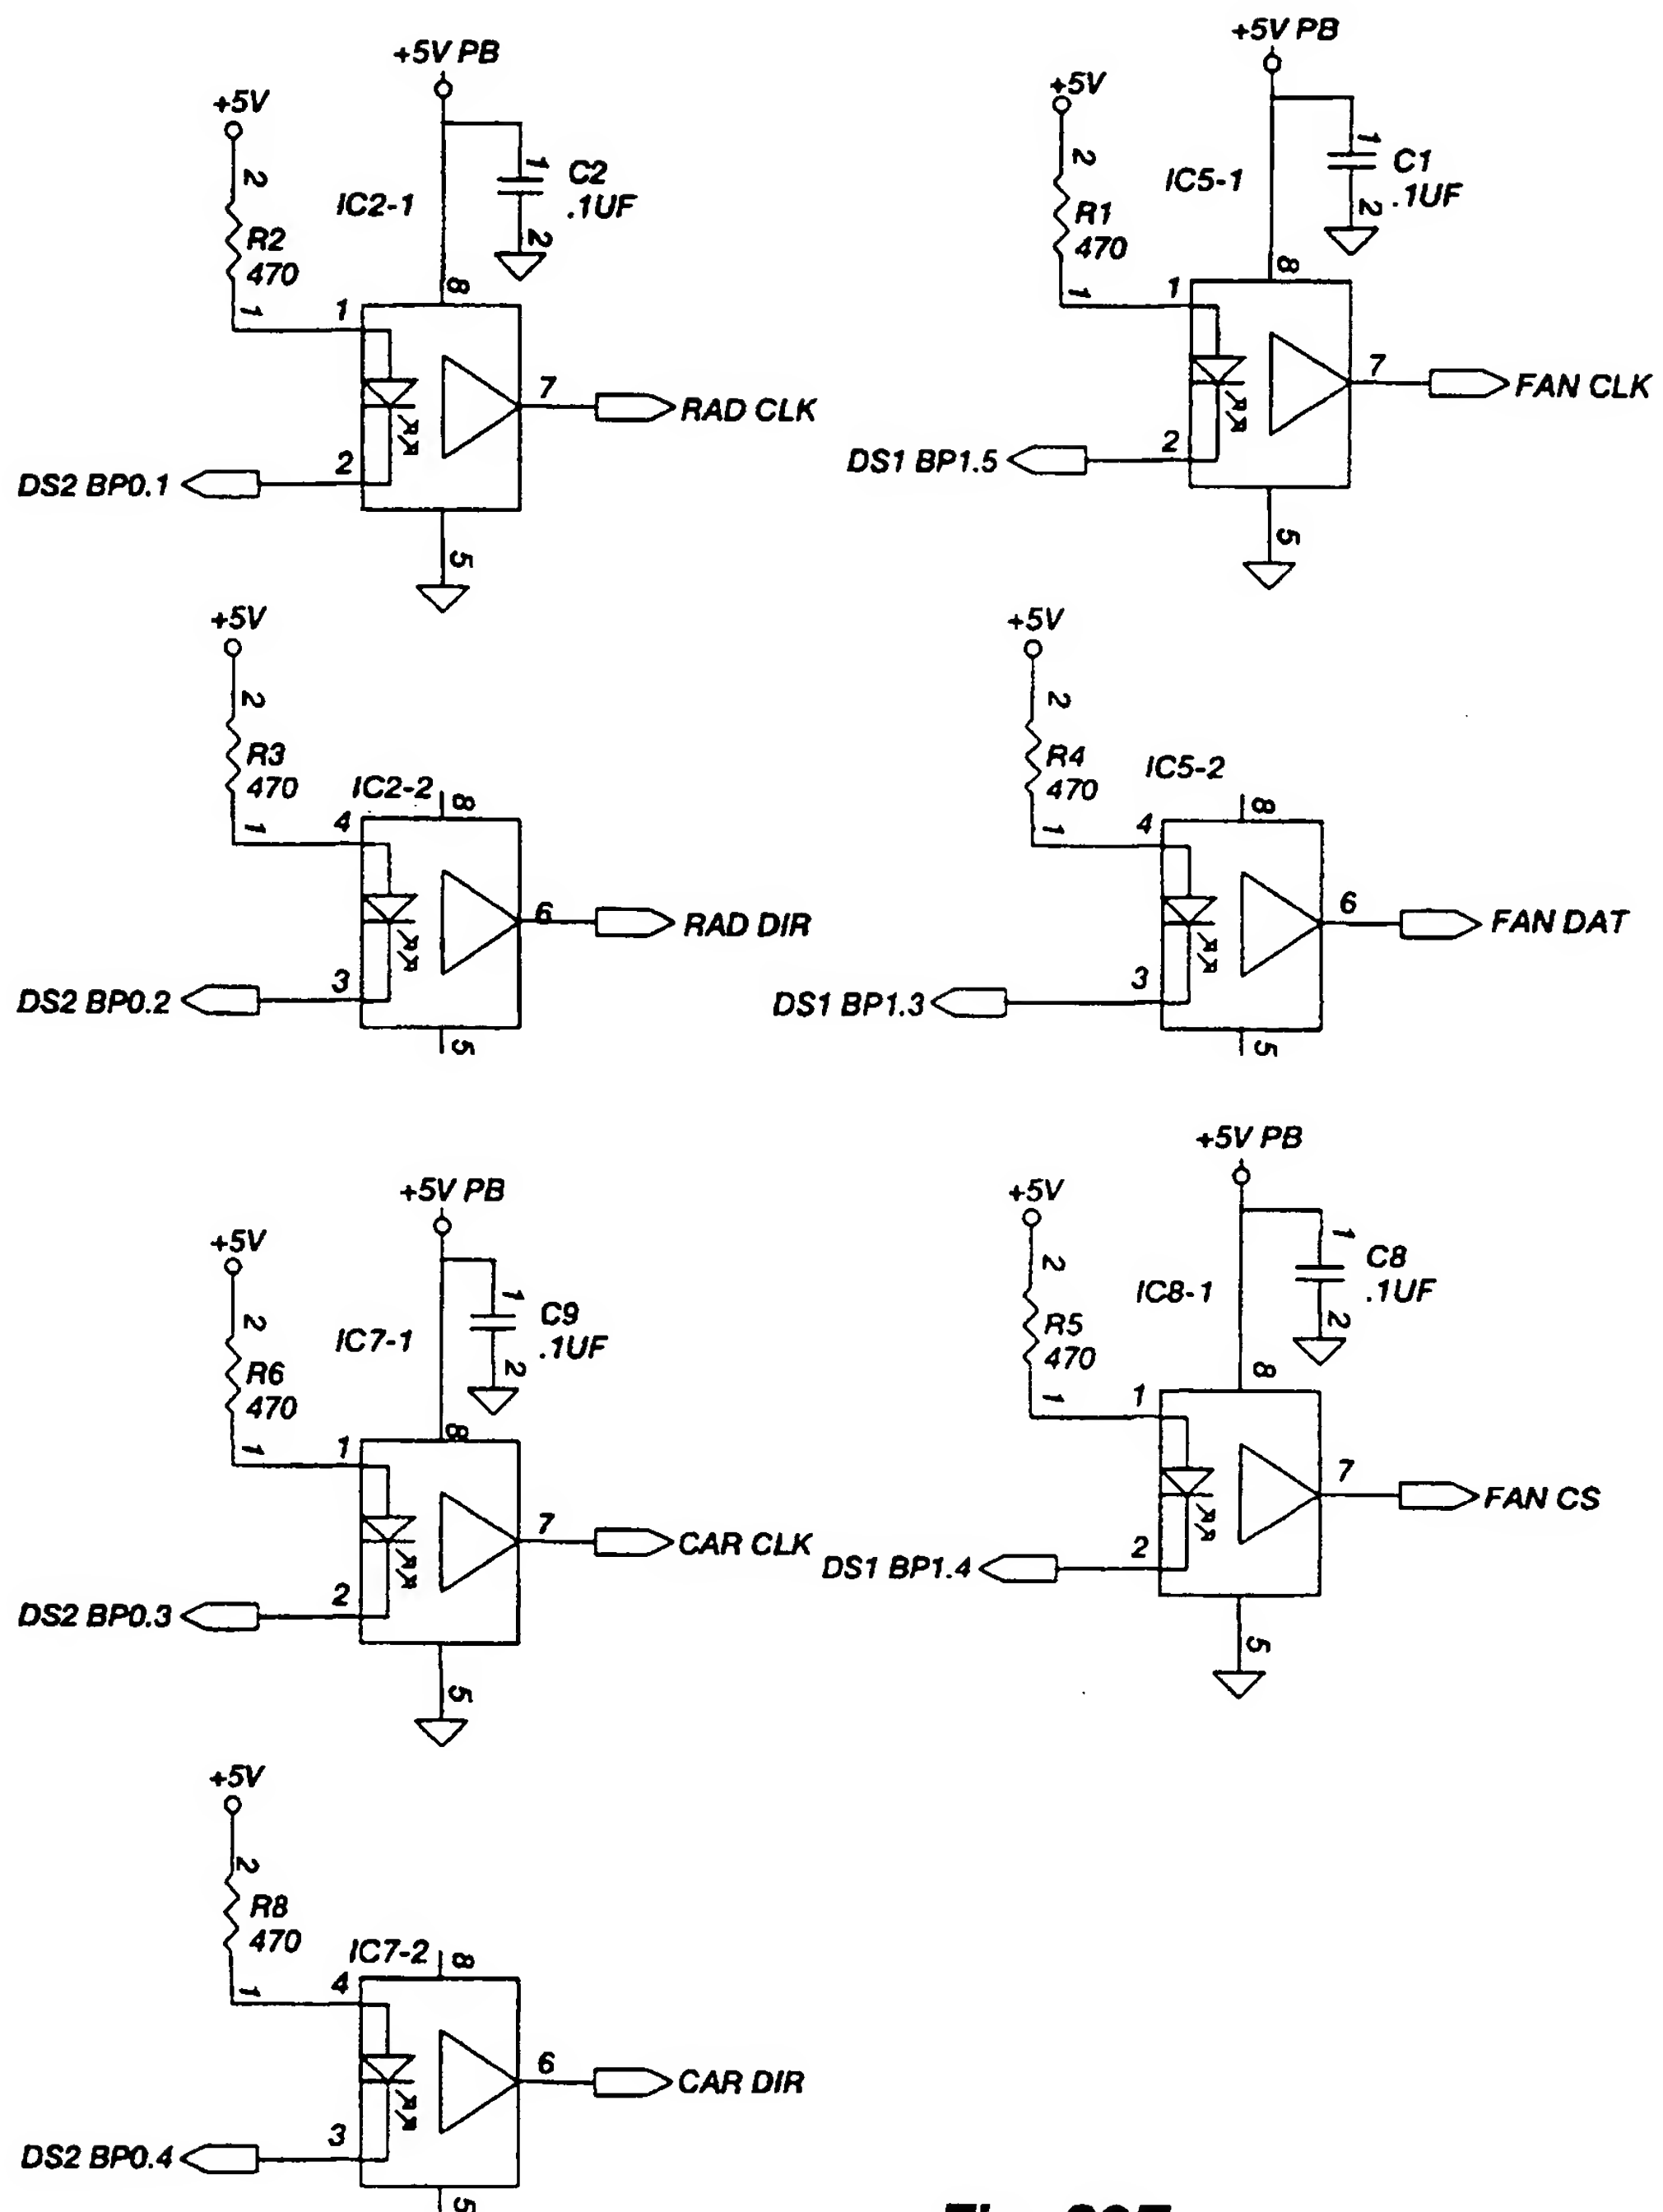 +5V PB
+5V
2
R2
470
1
IC2-1
1
C2
.1UF
2
8
1
2
7
RAD CLK
DS2 BP0.1
5
+5V PB
+5V
2
R1
470
1
IC5-1
1
C1
.1UF
2
8
1
2
7
FAN CLK
DS1 BP1.5
5
+5V
2
R3
470
1
IC2-2
8
4
6
RAD DIR
3
DS2 BP0.2
5
+5V
2
R4
470
1
IC5-2
8
4
6
FAN DAT
3
DS1 BP1.3
5
+5V PB
+5V
2
R6
470
1
IC7-1
1
C9
.1UF
2
8
1
7
CAR CLK
2
DS2 BP0.3
5
+5V PB
+5V
2
R5
470
1
IC8-1
1
C8
.1UF
2
8
1
7
FAN CS
2
DS1 BP1.4
5
+5V
2
R8
470
1
IC7-2
8
4
6
CAR DIR
3
DS2 BP0.4
5